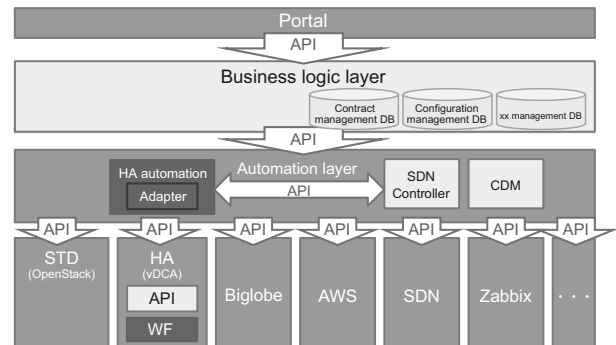 Portal
API
Business logic layer
Contract
management DB
Configuration
management DB
xx management DB
API
Automation layer
HA automation
Adapter
API
SDN
Controller
CDM
API
API
API
API
API
API
API
STD
(OpenStack)
HA
(vDCA)
API
WF
Biglobe
AWS
SDN
Zabbix
· · ·